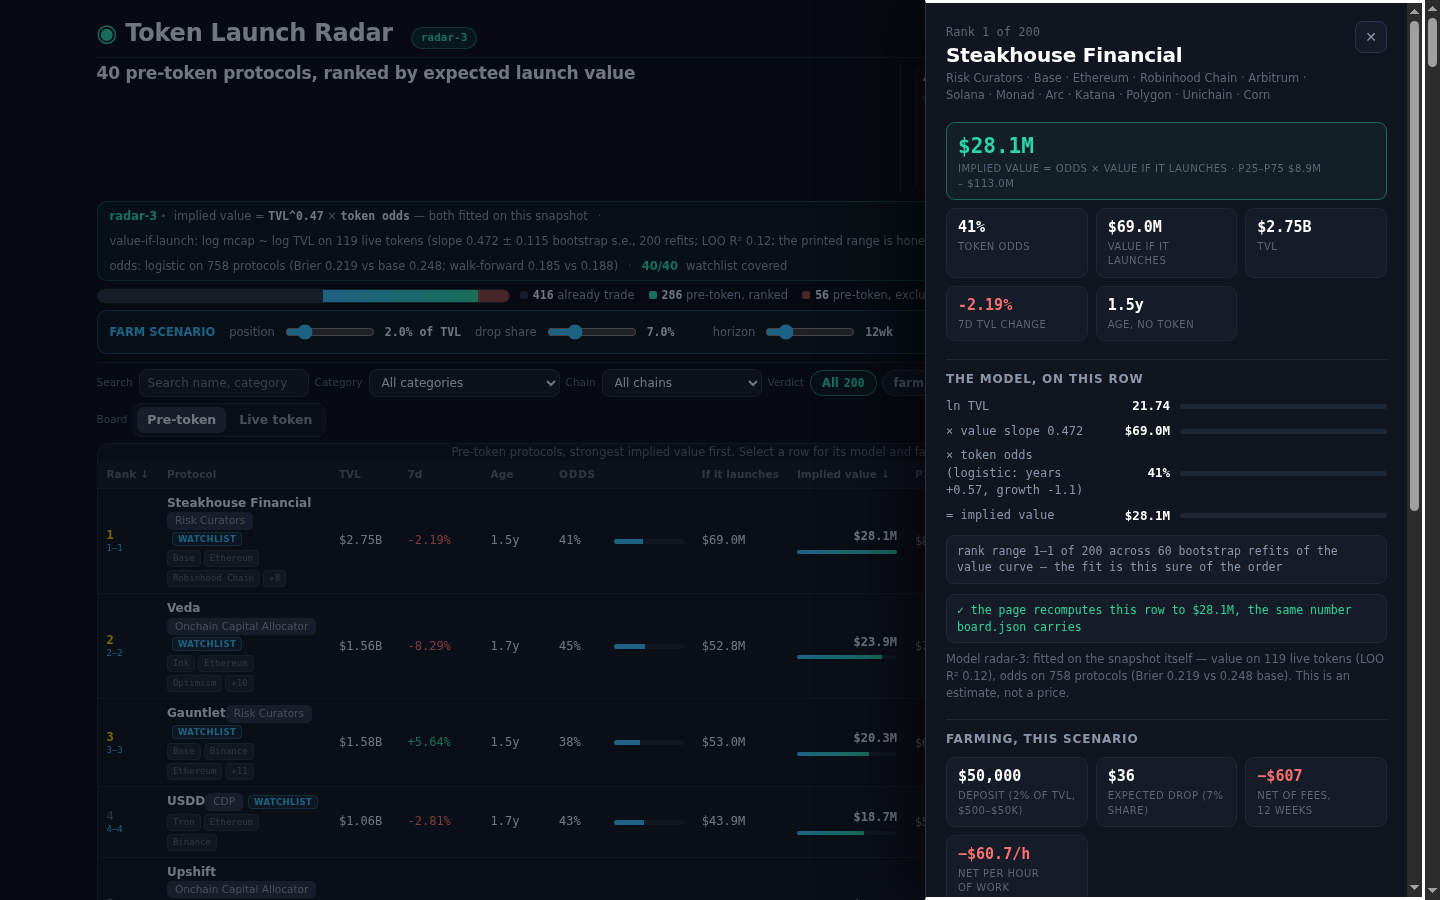 ◉ Token Launch Radar radar-3
40 pre-token protocols, ranked by expected launch value
radar-3 · implied value = TVL^0.47 × token odds — both fitted on this snapshot ·
value-if-launch: log mcap ~ log TVL on 119 live tokens (slope 0.472 ± 0.115 bootstrap s.e., 200 refits; LOO R² 0.12; the printed range is hone
odds: logistic on 758 protocols (Brier 0.219 vs base 0.248; walk-forward 0.185 vs 0.188) · 40/40 watchlist covered
416 already trade 286 pre-token, ranked 56 pre-token, exclu
FARM SCENARIO position 2.0% of TVL drop share 7.0% horizon 12wk
Search Search name, category Category All categories Chain All chains Verdict All 200 farm
Board Pre-token Live token
Pre-token protocols, strongest implied value first. Select a row for its model and fa
Rank ↓ Protocol TVL 7d Age ODDS If it launches Implied value ↓
Steakhouse Financial
Risk Curators
WATCHLIST
Base Ethereum
Robinhood Chain +8
1
1–1
$2.75B -2.19% 1.5y 41% $69.0M $28.1M
Veda
Onchain Capital Allocator
WATCHLIST
Ink Ethereum
Optimism +10
2
2–2
$1.56B -8.29% 1.7y 45% $52.8M $23.9M
Gauntlet Risk Curators
WATCHLIST
Base Binance
Ethereum +11
3
3–3
$1.58B +5.64% 1.5y 38% $53.0M $20.3M
USDD CDP WATCHLIST
Tron Ethereum
Binance
4
4–4
$1.06B -2.81% 1.7y 43% $43.9M $18.7M
Upshift
Onchain Capital Allocator
Rank 1 of 200
✕
Steakhouse Financial
Risk Curators · Base · Ethereum · Robinhood Chain · Arbitrum ·
Solana · Monad · Arc · Katana · Polygon · Unichain · Corn
$28.1M
IMPLIED VALUE = ODDS × VALUE IF IT LAUNCHES · P25–P75 $8.9M
– $113.0M
41%
TOKEN ODDS
$69.0M
VALUE IF IT
LAUNCHES
$2.75B
TVL
-2.19%
7D TVL CHANGE
1.5y
AGE, NO TOKEN
THE MODEL, ON THIS ROW
ln TVL 21.74
× value slope 0.472 $69.0M
× token odds
(logistic: years
+0.57, growth -1.1) 41%
= implied value $28.1M
rank range 1–1 of 200 across 60 bootstrap refits of the
value curve — the fit is this sure of the order
✓ the page recomputes this row to $28.1M, the same number
board.json carries
Model radar-3: fitted on the snapshot itself — value on 119 live tokens (LOO
R² 0.12), odds on 758 protocols (Brier 0.219 vs 0.248 base). This is an
estimate, not a price.
FARMING, THIS SCENARIO
$50,000
DEPOSIT (2% OF TVL,
$500–$50K)
$36
EXPECTED DROP (7%
SHARE)
−$607
NET OF FEES,
12 WEEKS
−$60.7/h
NET PER HOUR
OF WORK